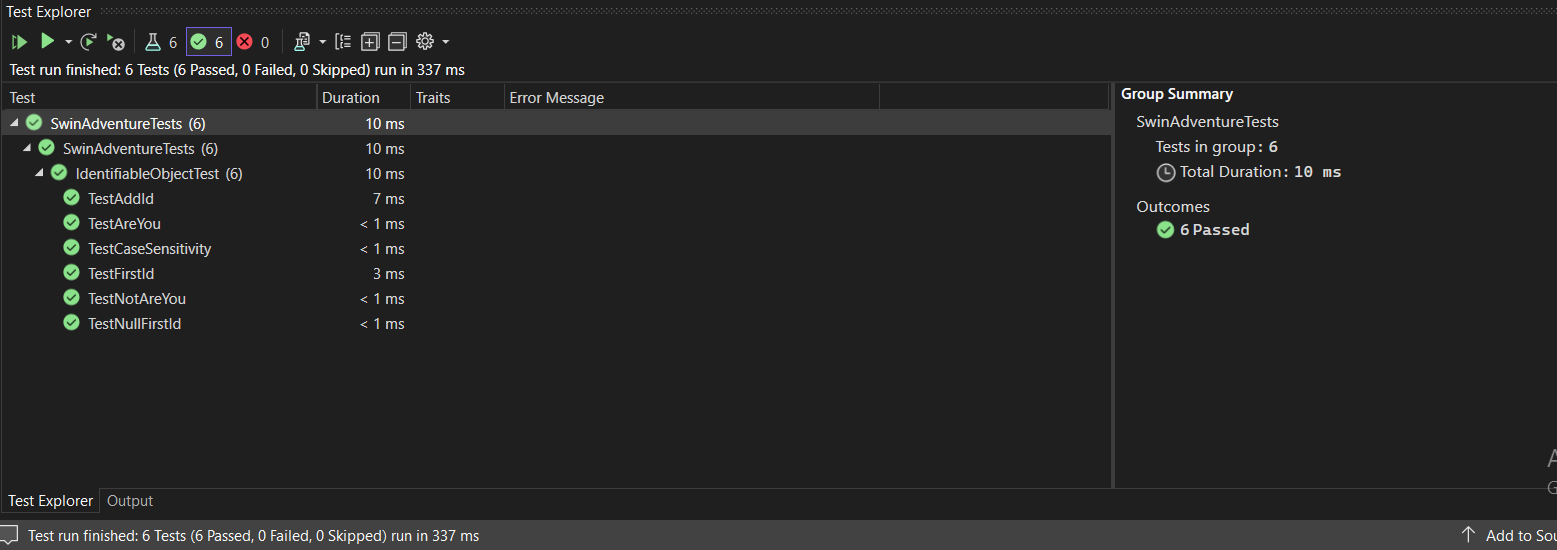 Test Explorer
6 6 0
Test run finished: 6 Tests (6 Passed, 0 Failed, 0 Skipped) run in 337 ms
Test Duration Traits Error Message
SwinAdventureTests (6) 10 ms
SwinAdventureTests (6) 10 ms
IdentifiableObjectTest (6) 10 ms
TestAddId 7 ms
TestAreYou < 1 ms
TestCaseSensitivity < 1 ms
TestFirstId 3 ms
TestNotAreYou < 1 ms
TestNullFirstId < 1 ms
Group Summary
SwinAdventureTests
Tests in group: 6
Total Duration: 10 ms
Outcomes
6 Passed
Test Explorer Output
Test run finished: 6 Tests (6 Passed, 0 Failed, 0 Skipped) run in 337 ms
Add to Sou